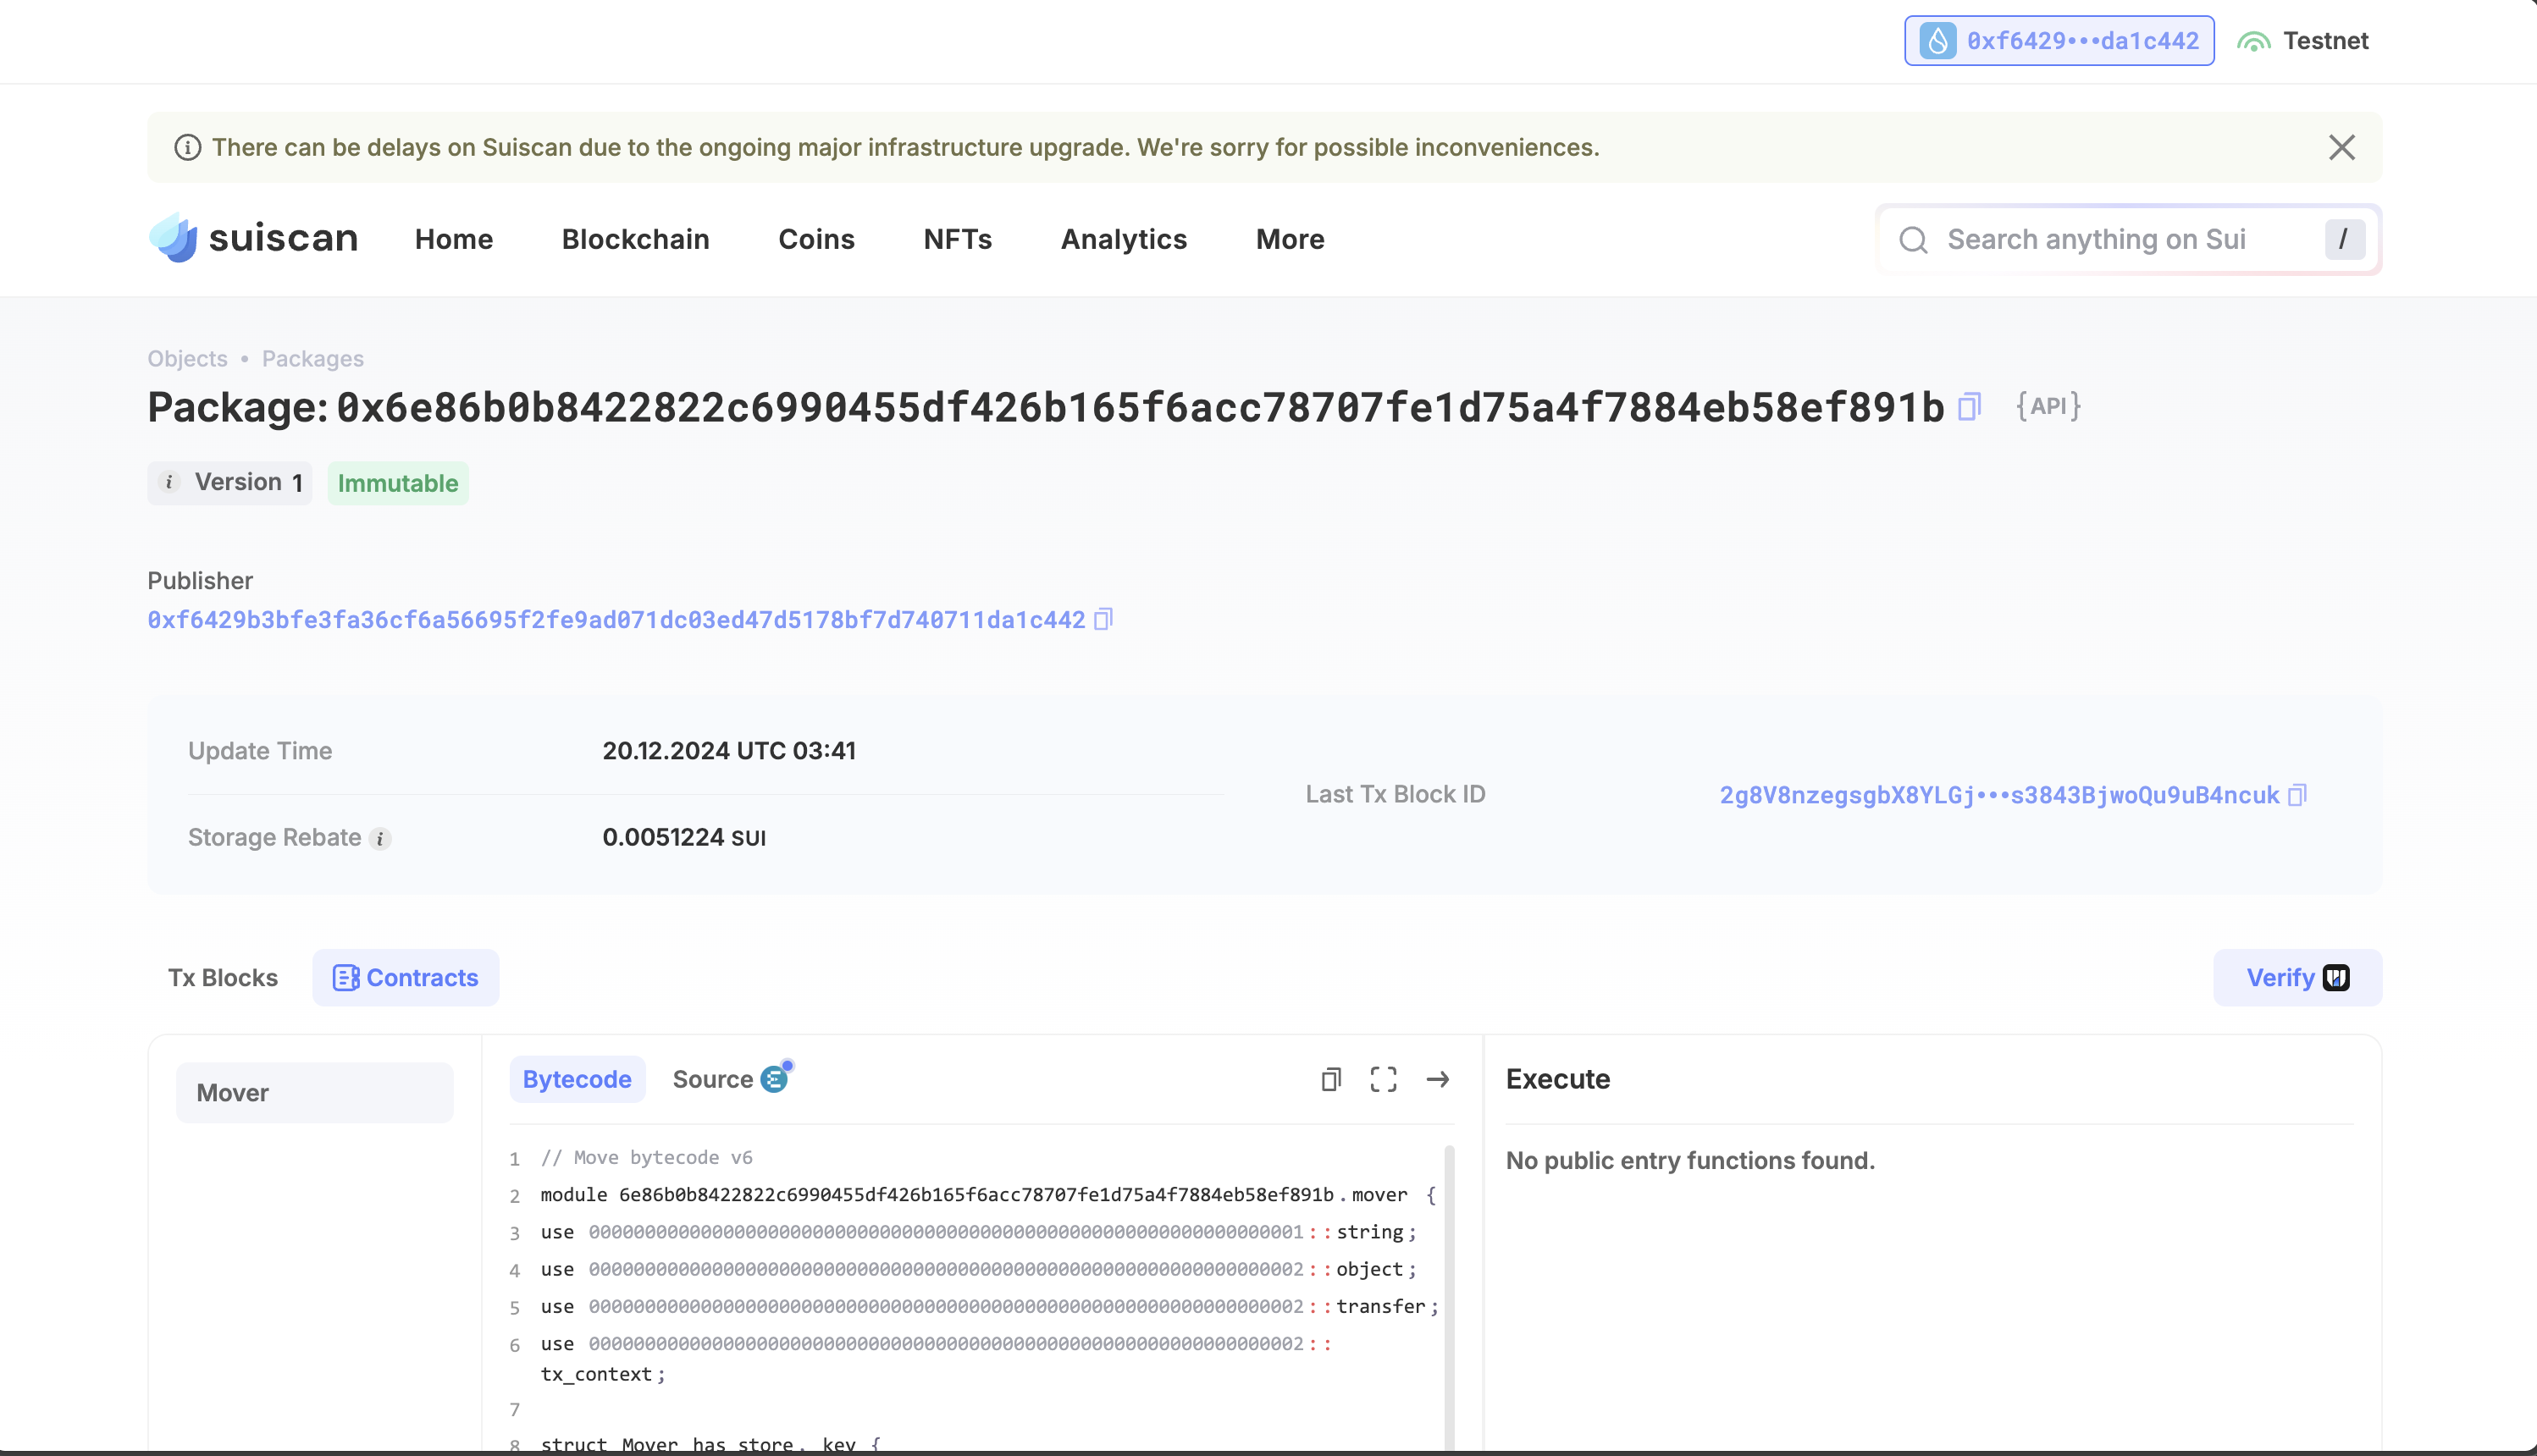 0xf6429•••da1c442 Testnet
There can be delays on Suiscan due to the ongoing major infrastructure upgrade. We're sorry for possible inconveniences.
suiscan Home Blockchain Coins NFTs Analytics More Search anything on Sui /
Objects • Packages
Package: 0x6e86b0b8422822c6990455df426b165f6acc78707fe1d75a4f7884eb58ef891b {API}
i Version 1 Immutable
Publisher
0xf6429b3bfe3fa36cf6a56695f2fe9ad071dc03ed47d5178bf7d740711da1c442
Update Time 20.12.2024 UTC 03:41
Last Tx Block ID 2g8V8nzegsgbX8YLGj•••s3843BjwoQu9uB4ncuk
Storage Rebate i 0.0051224 SUI
Tx Blocks Contracts Verify
Mover
Bytecode Source
Execute
No public entry functions found.
1 // Move bytecode v6
2 module 6e86b0b8422822c6990455df426b165f6acc78707fe1d75a4f7884eb58ef891b.mover {
3 use 0000000000000000000000000000000000000000000000000000000000000001::string;
4 use 0000000000000000000000000000000000000000000000000000000000000002::object;
5 use 0000000000000000000000000000000000000000000000000000000000000002::transfer;
6 use 0000000000000000000000000000000000000000000000000000000000000002::
tx_context;
7
8 struct Mover has store, key {